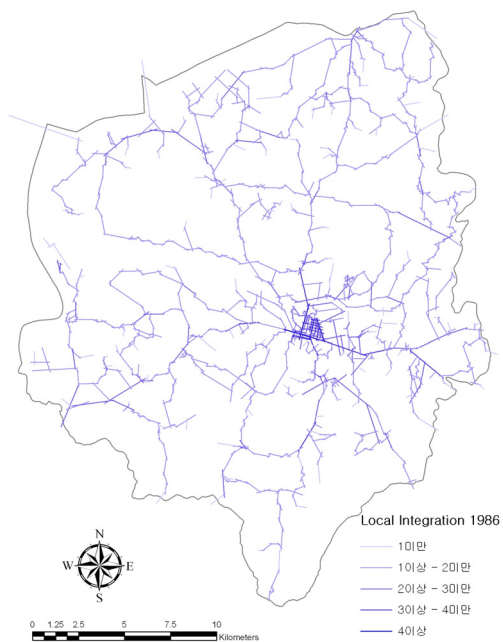 Local Integration 1986
1미만
1이상 - 2미만
2이상 - 3미만
3이상 - 4미만
4이상
N
W E
S
0 1.25 2.5 5 7.5 10
Kilometers